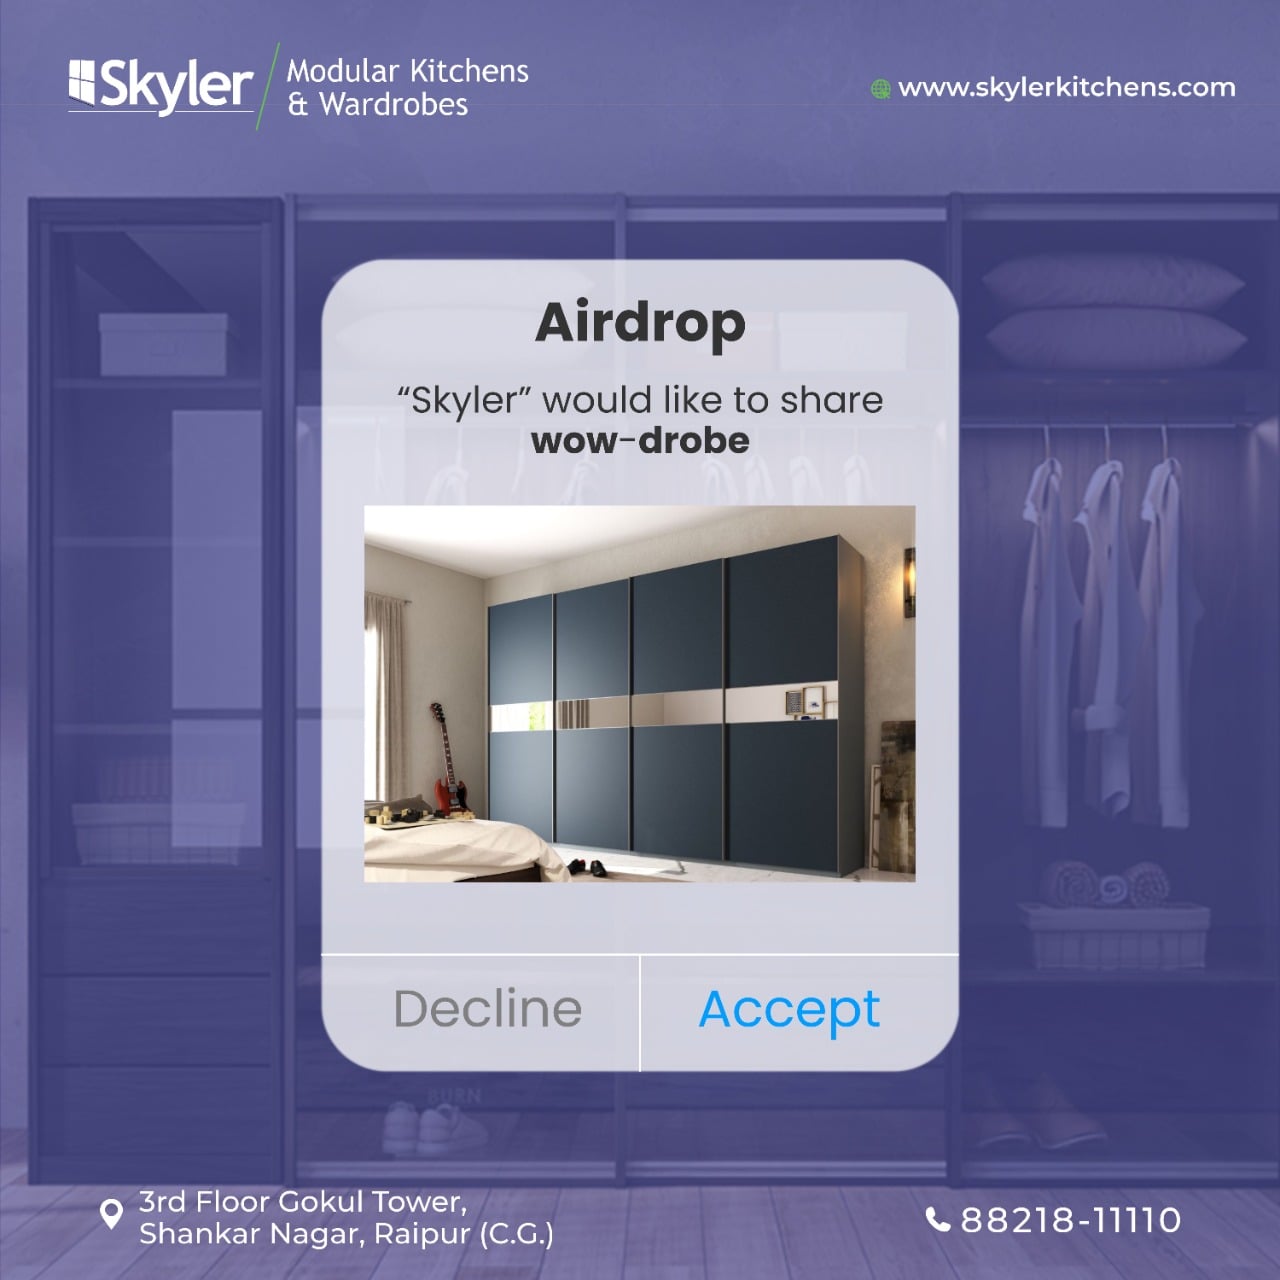 Skyler
Modular Kitchens
& Wardrobes
www.skylerkitchens.com
Airdrop
“Skyler” would like to share
wow-drobe
Decline
Accept
BURN
3rd Floor Gokul Tower,
Shankar Nagar, Raipur (C.G.)
88218-11110